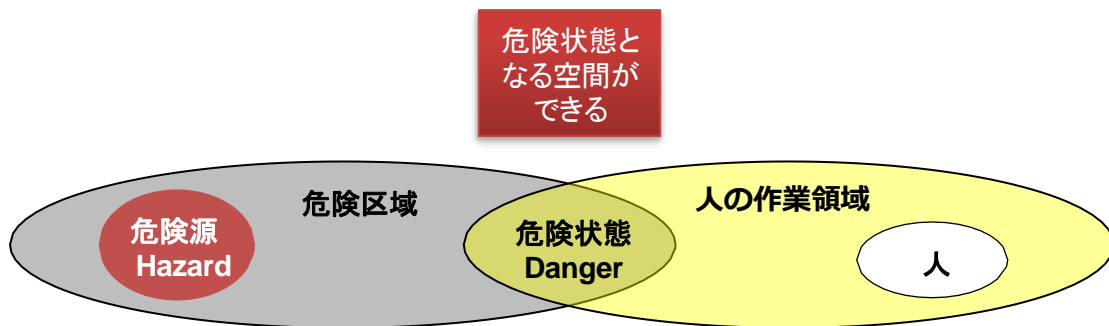 危険状態と
なる空間が
できる
危険区域
人の作業領域
危険源
Hazard
危険状態
Danger
人